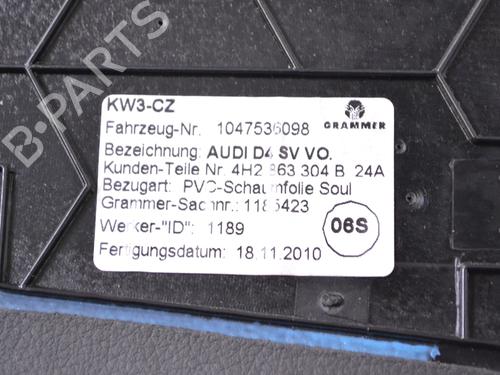 B-PARTS
KW3-CZ
GRAMMER
Fahrzeug-Nr. 1047536098
Bezeichnung: AUDI D4 SV VO.
Kunden-Teile Nr. 4H2 863 304 B 24A
Bezugart: PVC-Schaumfolie Soul
Grammer-Sachnr.: 1185423
Werker-"ID": 1189
06S
Fertigungsdatum: 18.11.2010